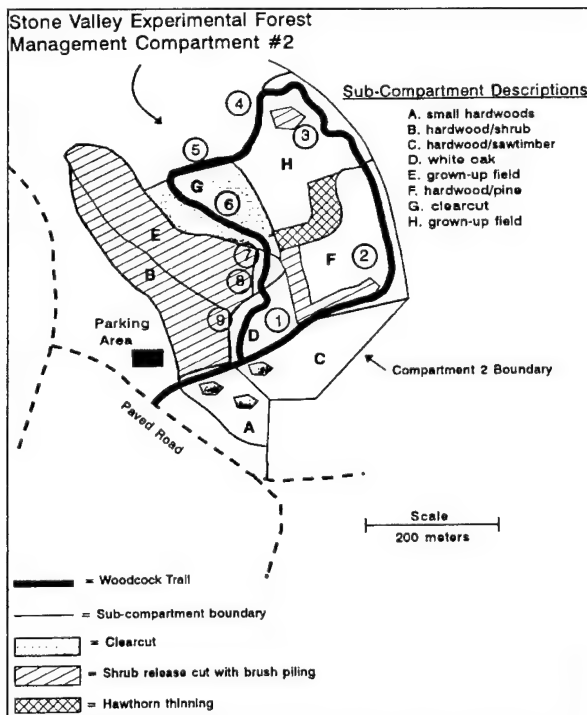 Stone Valley Experimental Forest
Management Compartment #2
Sub-Compartment Descriptions
A. small hardwoods
B. hardwood/shrub
C. hardwood/sawtimber
D. white oak
E. grown-up field
F. hardwood/pine
G. clearcut
H. grown-up field
4
3
5
H
G
6
E
7
F
2
B
8
9
1
D
Parking
Area
C
Compartment 2 Boundary
A
Paved Road
Scale
200 meters
= Woodcock Trail
= Sub-compartment boundary
= Clearcut
= Shrub release cut with brush piling
= Hawthorn thinning